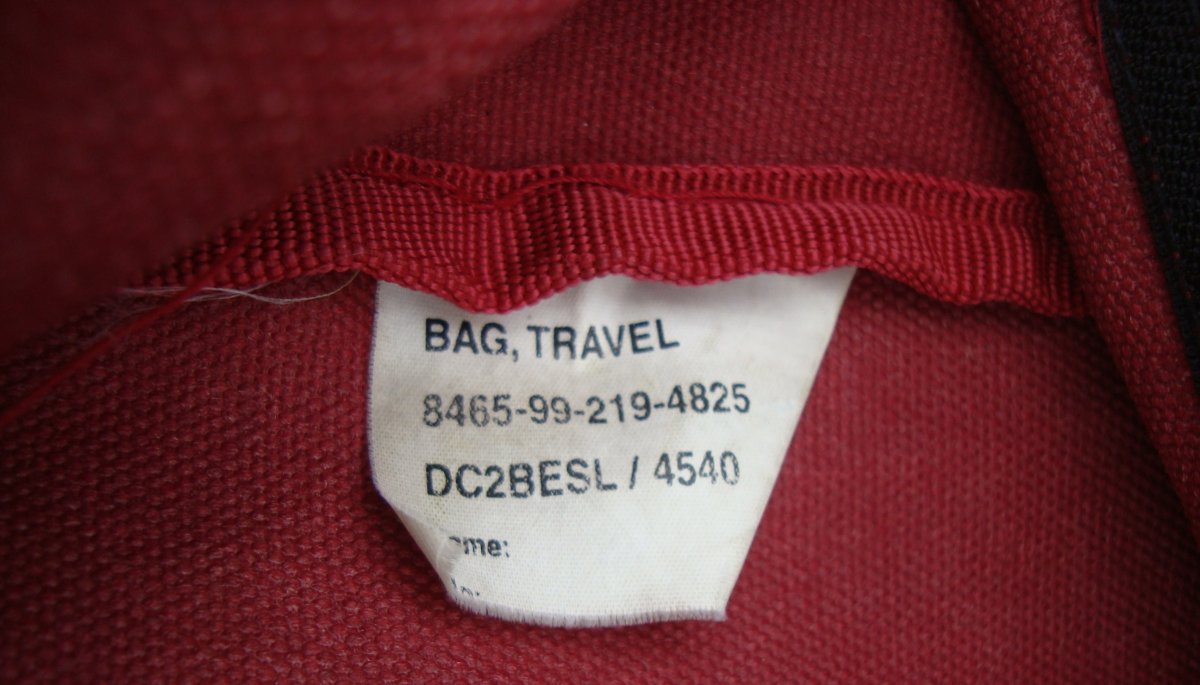 BAG, TRAVEL
8465-99-219-4825
DC2BESL / 4540